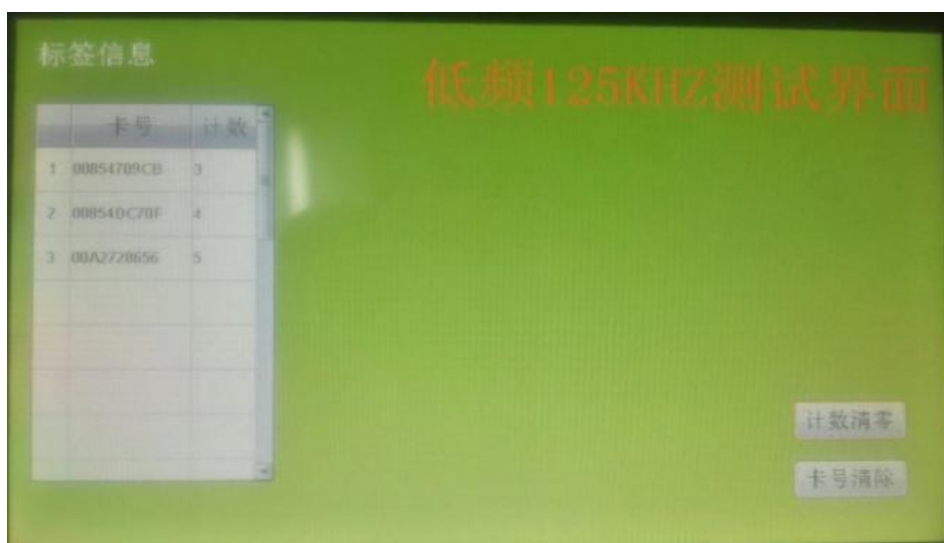 标签信息
低频125KHZ测试界面
卡号 计数
1 00854709CB 3
2 00854DC70F 4
3 00A2720656 5
计数清零
卡号清除